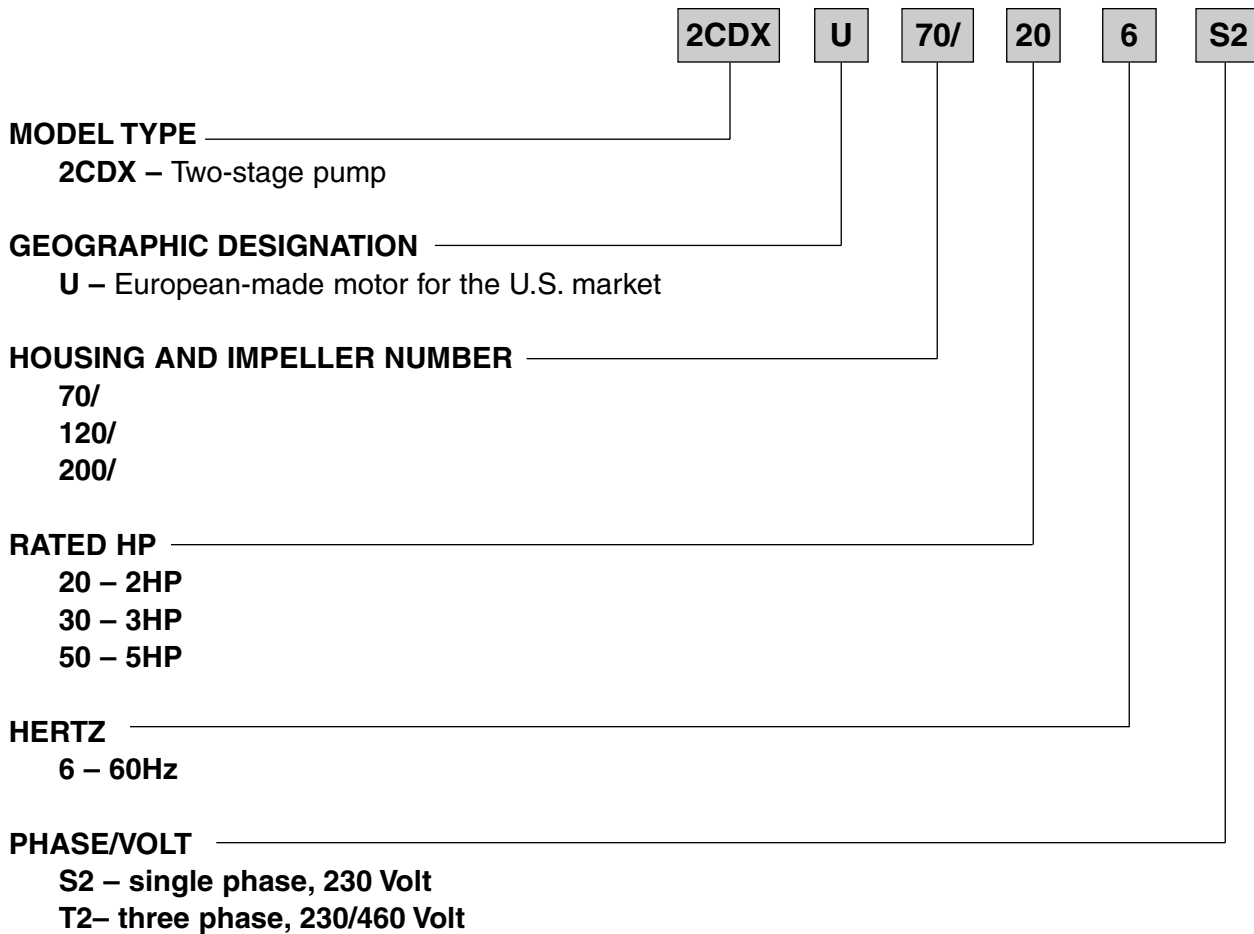 2CDX U 70/ 20 6 S2
MODEL TYPE
2CDX – Two-stage pump
GEOGRAPHIC DESIGNATION
U – European-made motor for the U.S. market
HOUSING AND IMPELLER NUMBER
70/
120/
200/
RATED HP
20 – 2HP
30 – 3HP
50 – 5HP
HERTZ
6 – 60Hz
PHASE/VOLT
S2 – single phase, 230 Volt
T2– three phase, 230/460 Volt